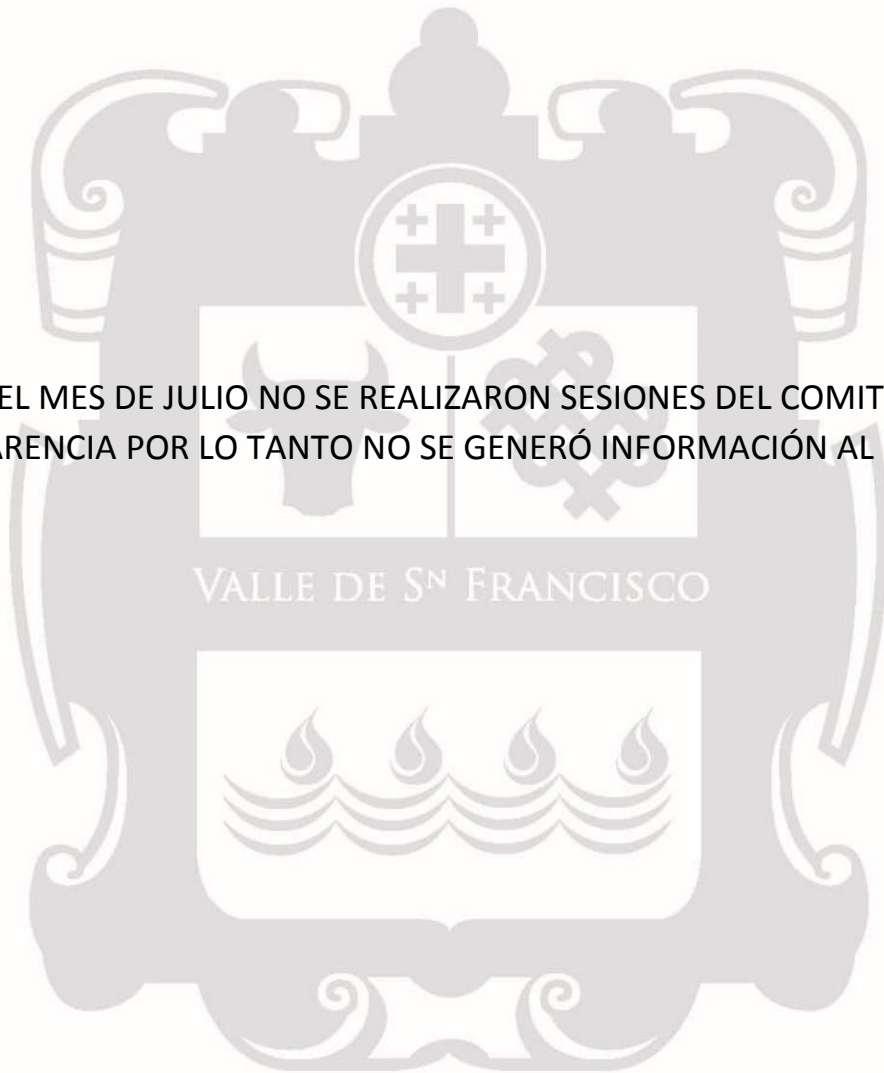 EL MES DE JULIO NO SE REALIZARON SESIONES DEL COMIT
ARENCIA POR LO TANTO NO SE GENERÓ INFORMACIÓN AL
VALLE DE SN FRANCISCO